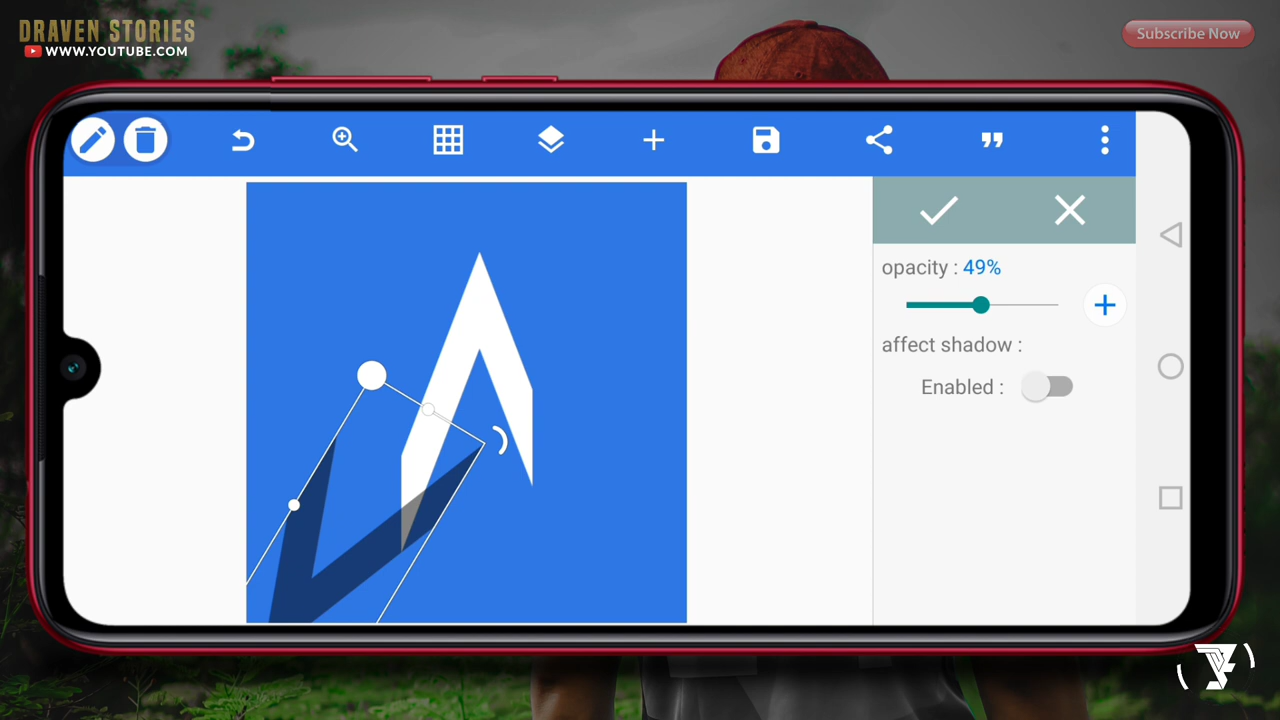 DRAVEN STORIES
WWW.YOUTUBE.COM
Subscribe Now
opacity : 49%
affect shadow :
Enabled :